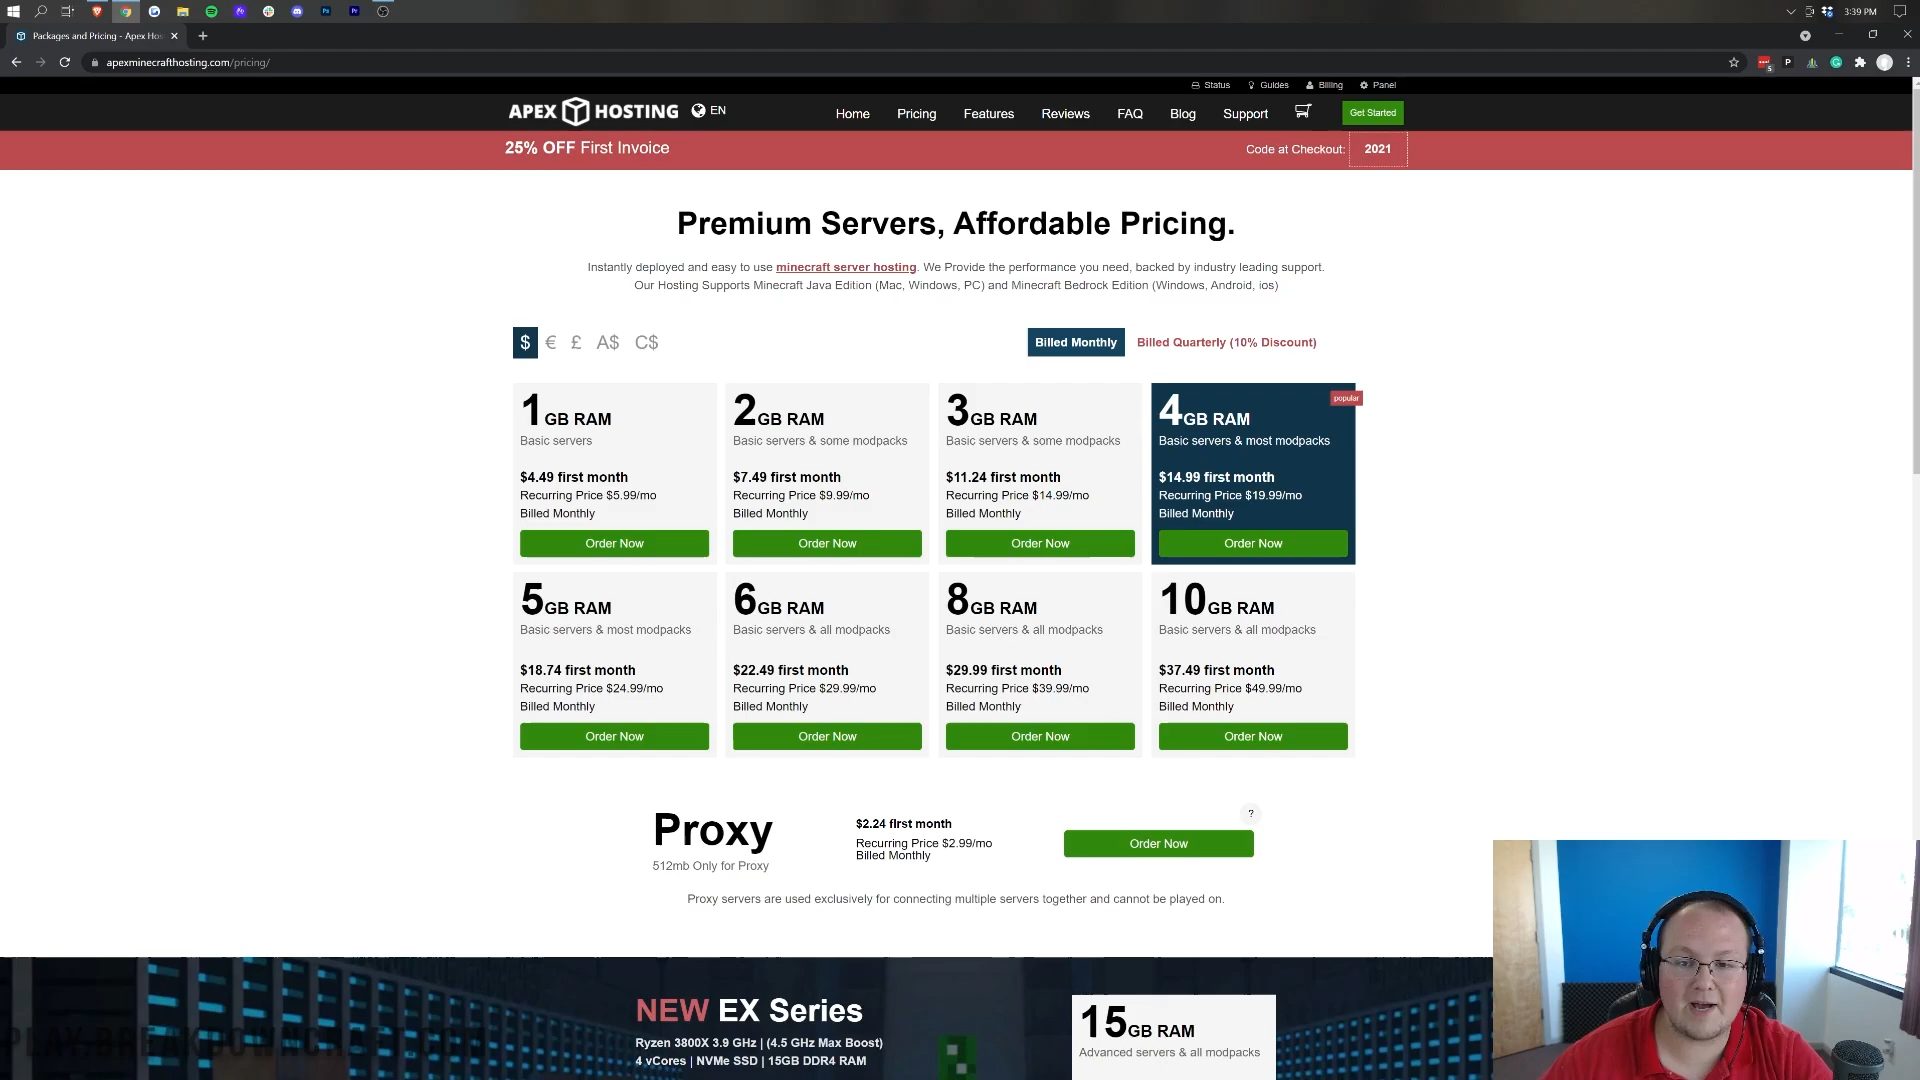 3:39 PM
Packages and Pricing - Apex Hos
apexminecrafthosting.com/pricing/
Status Guides Billing Panel
APEX HOSTING EN
Home Pricing Features Reviews FAQ Blog Support Get Started
25% OFF First Invoice
Code at Checkout: 2021
Premium Servers, Affordable Pricing.
Instantly deployed and easy to use minecraft server hosting. We Provide the performance you need, backed by industry leading support.
Our Hosting Supports Minecraft Java Edition (Mac, Windows, PC) and Minecraft Bedrock Edition (Windows, Android, ios)
$ € £ A$ C$
Billed Monthly Billed Quarterly (10% Discount)
1GB RAM
Basic servers
$4.49 first month
Recurring Price $5.99/mo
Billed Monthly
Order Now
2GB RAM
Basic servers & some modpacks
$7.49 first month
Recurring Price $9.99/mo
Billed Monthly
Order Now
3GB RAM
Basic servers & some modpacks
$11.24 first month
Recurring Price $14.99/mo
Billed Monthly
Order Now
popular
4GB RAM
Basic servers & most modpacks
$14.99 first month
Recurring Price $19.99/mo
Billed Monthly
Order Now
5GB RAM
Basic servers & most modpacks
$18.74 first month
Recurring Price $24.99/mo
Billed Monthly
Order Now
6GB RAM
Basic servers & all modpacks
$22.49 first month
Recurring Price $29.99/mo
Billed Monthly
Order Now
8GB RAM
Basic servers & all modpacks
$29.99 first month
Recurring Price $39.99/mo
Billed Monthly
Order Now
10GB RAM
Basic servers & all modpacks
$37.49 first month
Recurring Price $49.99/mo
Billed Monthly
Order Now
Proxy
512mb Only for Proxy
$2.24 first month
Recurring Price $2.99/mo
Billed Monthly
?
Order Now
Proxy servers are used exclusively for connecting multiple servers together and cannot be played on.
NEW EX Series
Ryzen 3800X 3.9 GHz | (4.5 GHz Max Boost)
4 vCores | NVMe SSD | 15GB DDR4 RAM
15GB RAM
Advanced servers & all modpacks
PLAY.BREAKDOWNCRAFT.COM